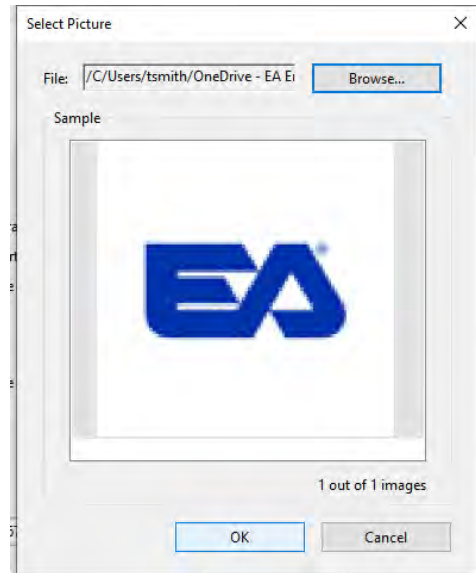 Select Picture
File: /C/Users/tsmith/OneDrive - EA E
Browse...
Sample
EA®
1 out of 1 images
OK
Cancel